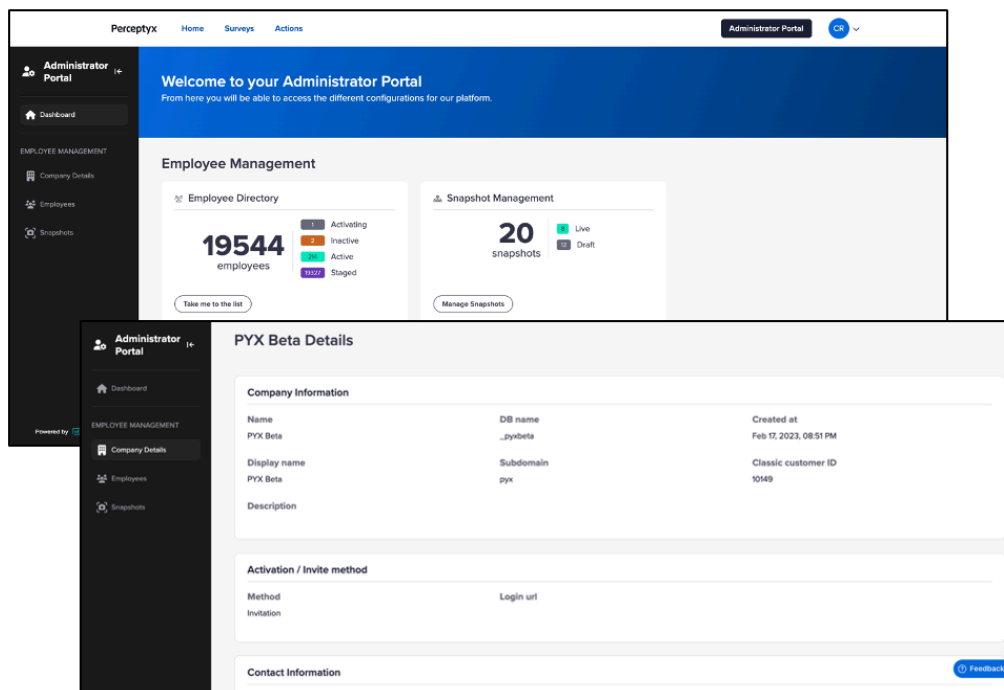 Perceptyx Home Surveys Actions Administrator Portal CR
Administrator
Portal
Dashboard
EMPLOYEE MANAGEMENT
Company Details
Employees
Snapshots
Powered by
Welcome to your Administrator Portal
From here you will be able to access the different configurations for our platform.
Employee Management
Employee Directory
19544
employees
1 Activating
2 Inactive
214 Active
19327 Staged
Take me to the list
Snapshot Management
20
snapshots
8 Live
12 Draft
Manage Snapshots
Administrator
Portal
Dashboard
EMPLOYEE MANAGEMENT
Company Details
Employees
Snapshots
PYX Beta Details
Company Information
Name DB name Created at
PYX Beta _pyxbeta Feb 17, 2023, 08:51 PM
Display name Subdomain Classic customer ID
PYX Beta pyx 10149
Description
Activation / Invite method
Method Login url
Invitation
Contact Information
Feedback